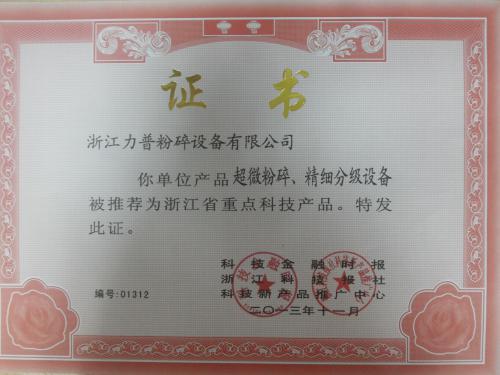 证书
浙江力普粉碎设备有限公司
你单位产品超微粉碎、精细分级设备
被推荐为浙江省重点科技产品。特发
此证。
科技金融时报
浙江科技报社
科技新产品推广中心
编号:01312
二〇一三年十一月